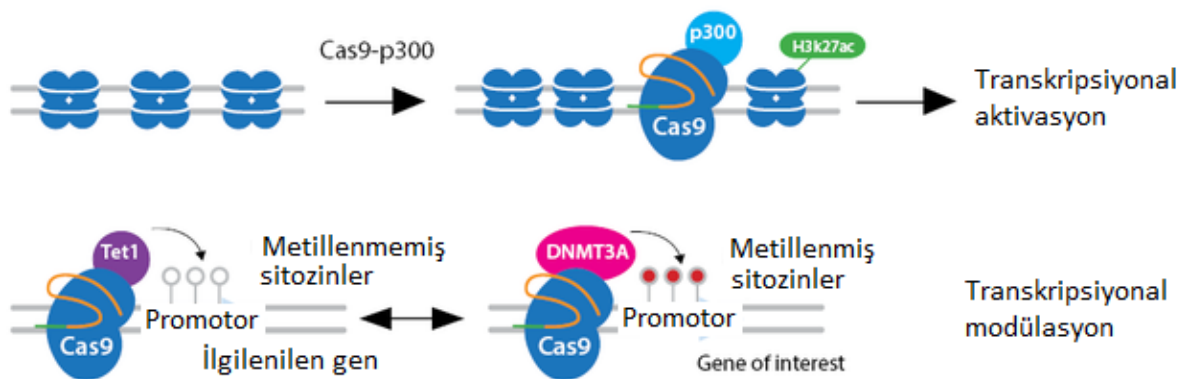 Cas9-p300
p300
H3k27ac
Cas9
Transkripsiyonal
aktivasyon
Tet1
Metillenmemiş
sitozinler
Promotor
Cas9
İlgilenilen gen
DNMT3A
Metillenmiş
sitozinler
Promotor
Cas9
Gene of interest
Transkripsiyonal
modülasyon